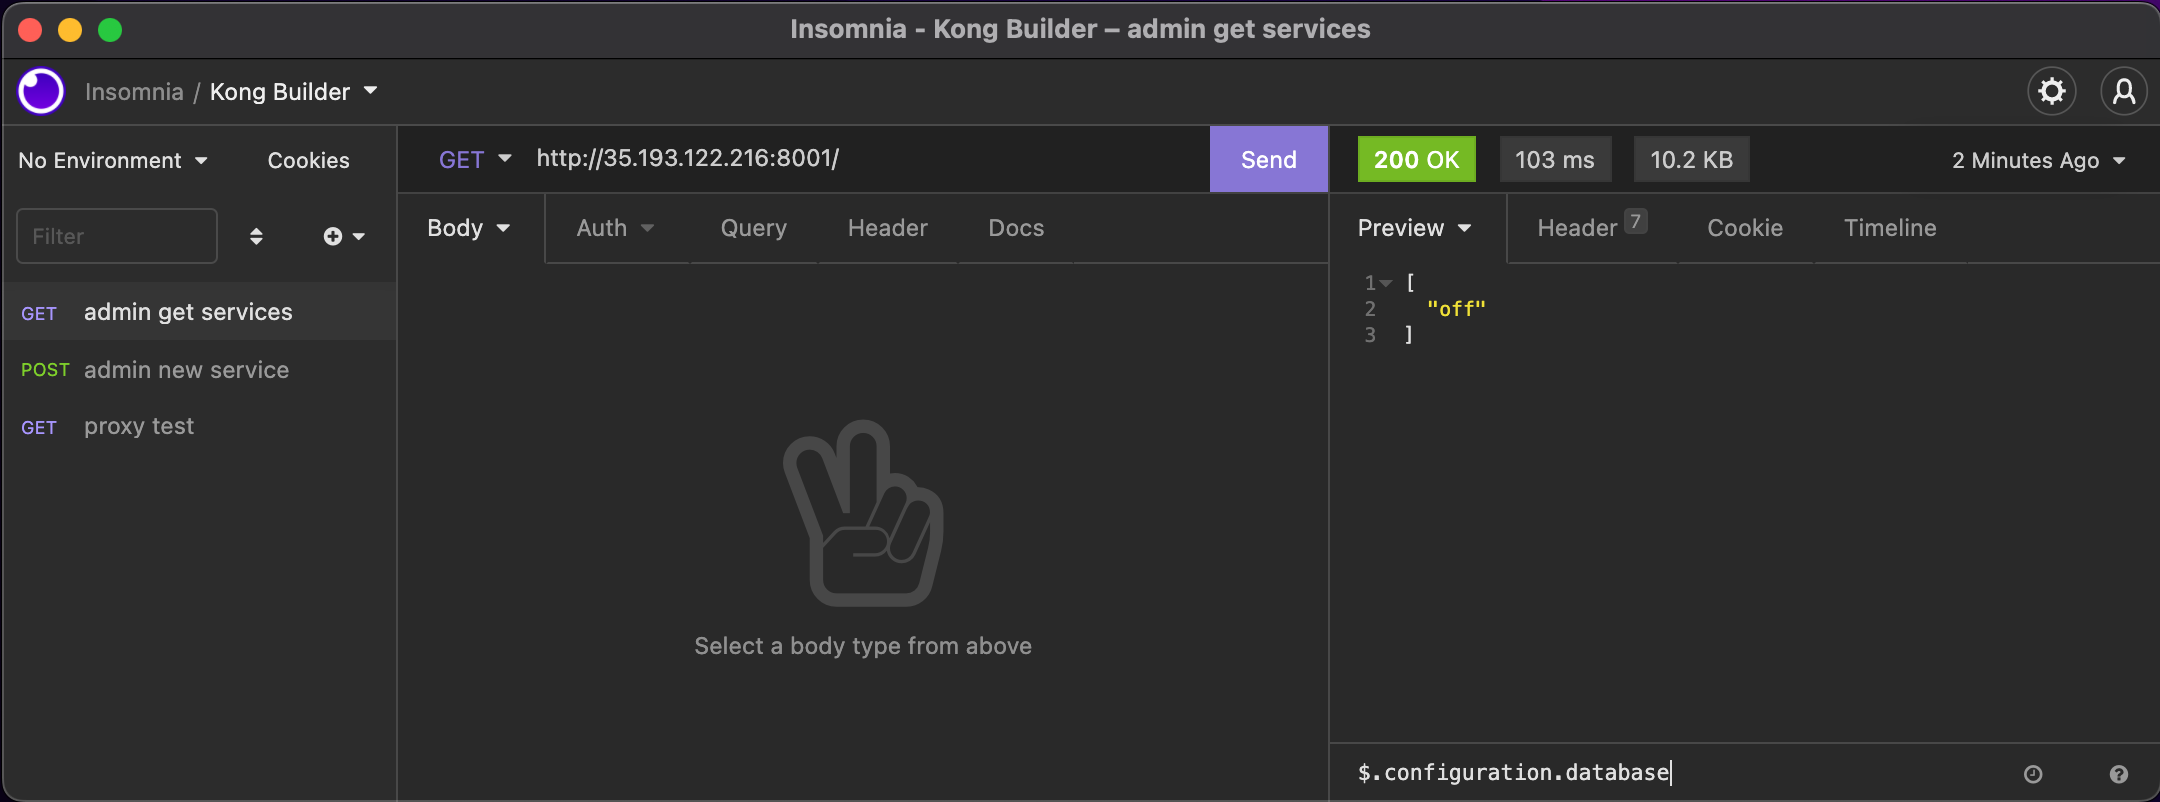 Insomnia - Kong Builder – admin get services
Insomnia / Kong Builder
No Environment Cookies
GET http://35.193.122.216:8001/ Send
200 OK 103 ms 10.2 KB 2 Minutes Ago
Filter
Body Auth Query Header Docs
Preview Header 7 Cookie Timeline
GET admin get services
POST admin new service
GET proxy test
Select a body type from above
1 [
2 "off"
3 ]
$.configuration.database